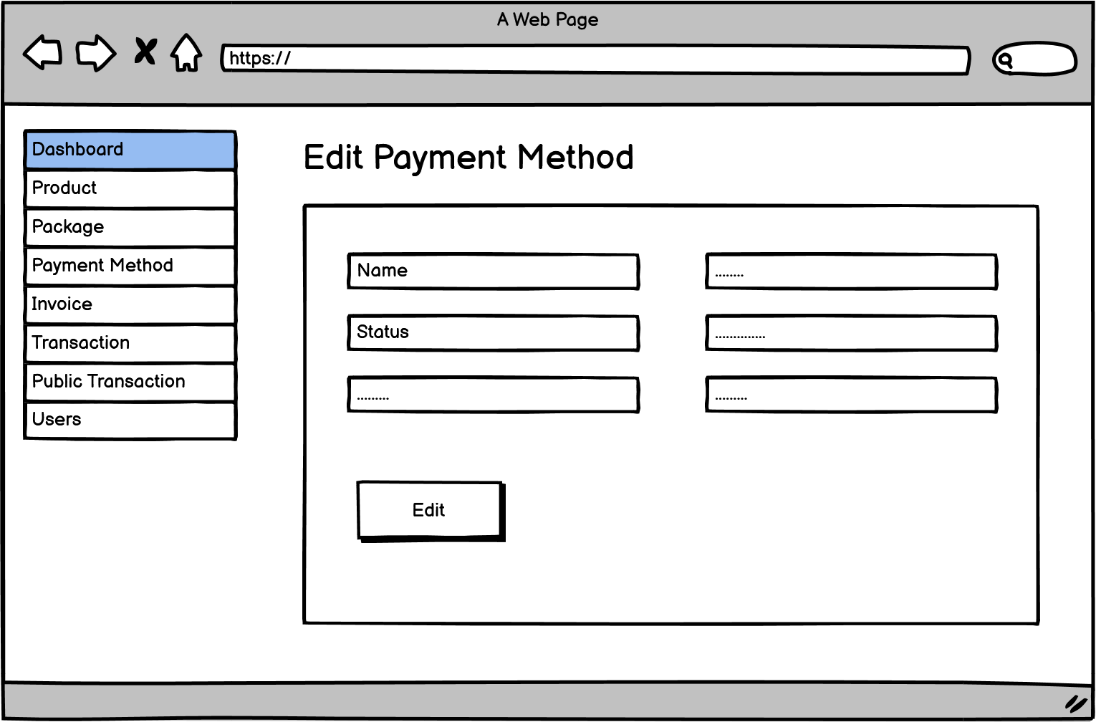 A Web Page
https://
Dashboard
Product
Package
Payment Method
Invoice
Transaction
Public Transaction
Users
Edit Payment Method
Name
........
Status
..............
.........
.........
Edit